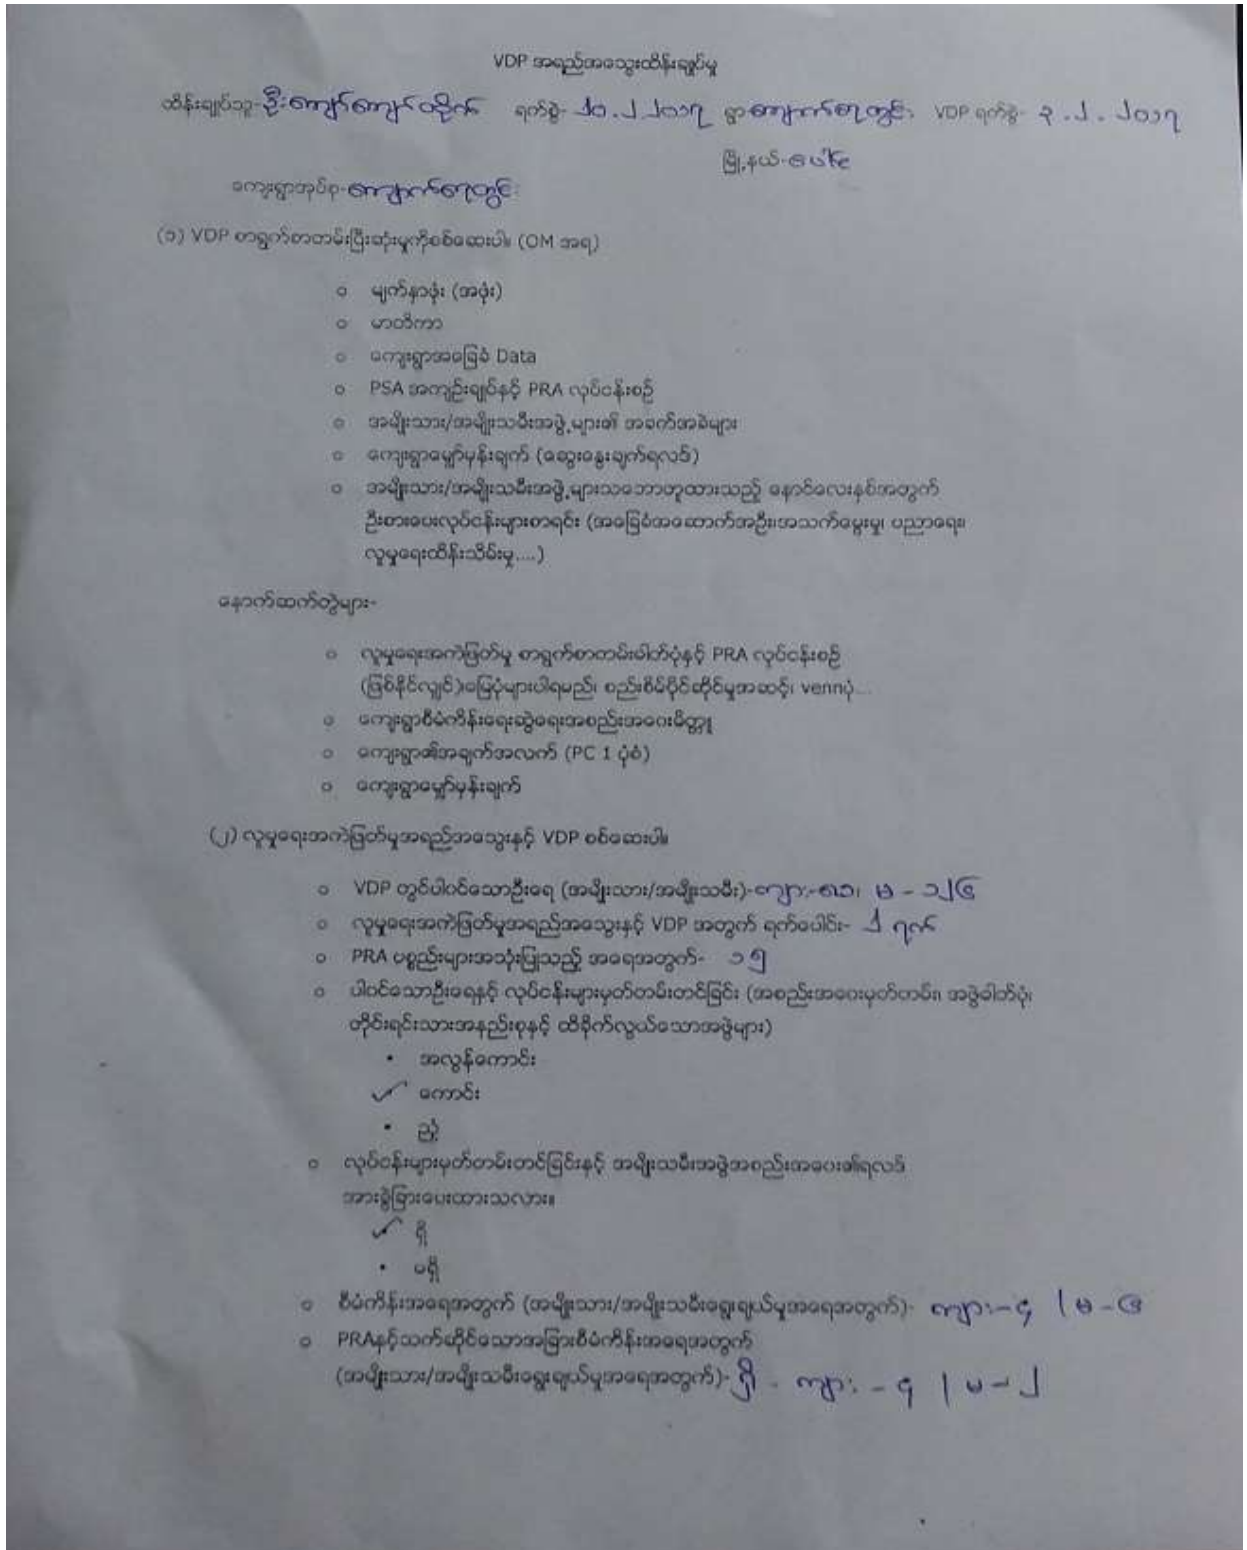 VDP အရည်အသွေးထိန်းချုပ်မှု
ထိန်းချုပ်သူ-ဦးကျော်ကျော်ထိုက် ရက်စွဲ- ၂၀.၂.၂၀၁၇ ရွာ-ကျောက်ရေတွင်း VDP ရက်စွဲ- ၃.၂.၂၀၁၇
မြို့နယ်-ပေါင်
ကျေးရွာအုပ်စု-ကျောက်ရေတွင်း
(၁) VDP စာရွက်စာတမ်းပြီးဆုံးမှုကိုစစ်ဆေးပါ။ (OM အရ)
○ မျက်နှာဖုံး (အဖုံး)
○ မာတိကာ
○ ကျေးရွာအခြေခံ Data
○ PSA အကျဉ်းချုပ်နှင့် PRA လုပ်ငန်းစဉ်
○ အမျိုးသား/အမျိုးသမီးအဖွဲ့များ၏ အခက်အခဲများ
○ ကျေးရွာမျှော်မှန်းချက် (ဆွေးနွေးချက်ရလဒ်)
○ အမျိုးသား/အမျိုးသမီးအဖွဲ့များသဘောတူထားသည့် နောင်လေးနှစ်အတွက်
ဦးစားပေးလုပ်ငန်းများစာရင်း (အခြေခံအဆောက်အဦး၊အသက်မွေးမှု၊ ပညာရေး၊
လူမှုရေးထိန်းသိမ်းမှု....)
နောက်ဆက်တွဲများ-
○ လူမှုရေးအကဲဖြတ်မှု စာရွက်စာတမ်းဓါတ်ပုံနှင့် PRA လုပ်ငန်းစဉ်
(ဖြစ်နိုင်လျှင်)မြေပုံများပါရမည်၊ စည်းစိမ်ပိုင်ဆိုင်မှုအဆင့်၊ vennပုံ...
○ ကျေးရွာစီမံကိန်းရေးဆွဲရေးအစည်းအဝေးမိတ္တူ
○ ကျေးရွာ၏အချက်အလက် (PC 1 ပုံစံ)
○ ကျေးရွာမျှော်မှန်းချက်
(၂) လူမှုရေးအကဲဖြတ်မှုအရည်အသွေးနှင့် VDP စစ်ဆေးပါ။
○ VDP တွင်ပါဝင်သောဦးရေ (အမျိုးသား/အမျိုးသမီး)-ကျား-၈၁၊ မ - ၁၂၆
○ လူမှုရေးအကဲဖြတ်မှုအရည်အသွေးနှင့် VDP အတွက် ရက်ပေါင်း- ၂ ရက်
○ PRA ပစ္စည်းများအသုံးပြုသည့် အရေအတွက်- ၁၅
○ ပါဝင်သောဦးရေနှင့် လုပ်ငန်းများမှတ်တမ်းတင်ခြင်း (အစည်းအဝေးမှတ်တမ်း၊ အဖွဲဓါတ်ပုံ၊
တိုင်းရင်းသားအနည်းစုနှင့် ထိခိုက်လွယ်သောအဖွဲများ)
• အလွန်ကောင်း
✓ ကောင်း
• ညံ့
○ လုပ်ငန်းများမှတ်တမ်းတင်ခြင်းနှင့် အမျိုးသမီးအဖွဲအစည်းအဝေး၏ရလဒ်
အားခွဲခြားပေးထားသလား။
✓ ရှိ
• မရှိ
○ စီမံကိန်းအရေအတွက် (အမျိုးသား/အမျိုးသမီးရွေးချယ်မှုအရေအတွက်)- ကျား-၄ / မ-၆
○ PRAနှင့်သက်ဆိုင်သောအခြားစီမံကိန်းအရေအတွက်
(အမျိုးသား/အမျိုးသမီးရွေးချယ်မှုအရေအတွက်)- ရှိ - ကျား - ၄ / မ - ၂